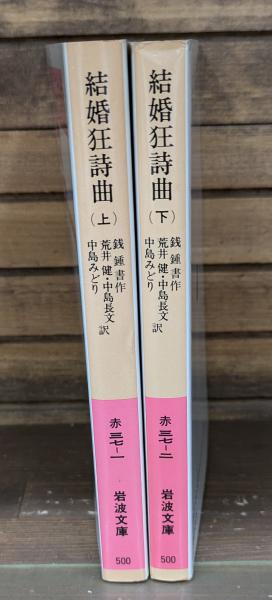 結婚狂詩曲(上)
銭鍾書作
荒井健・中島長文
中島みどり 訳
赤三七-一
岩波文庫
500
結婚狂詩曲(下)
銭鍾書作
荒井健・中島長文
中島みどり 訳
赤三七-二
岩波文庫
500